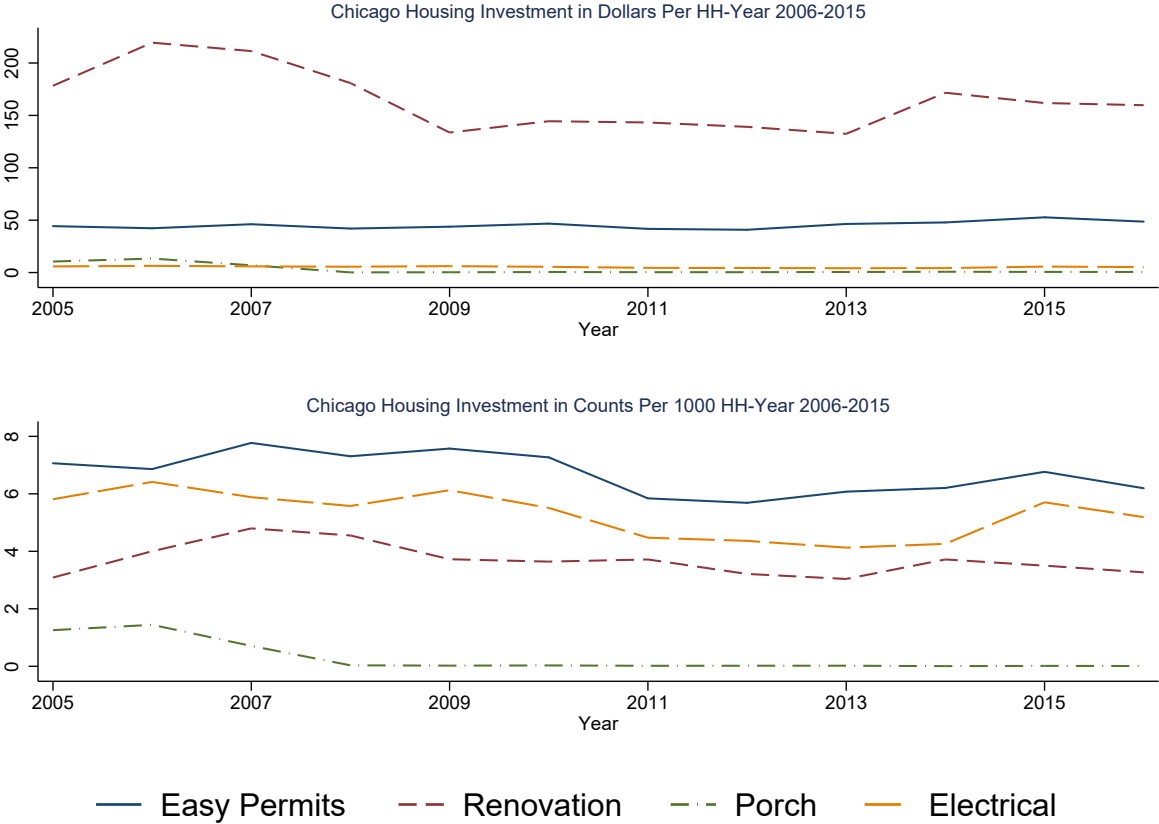 Chicago Housing Investment in Dollars Per HH-Year 2006-2015
200
150
100
50
0
2005 2007 2009 2011 2013 2015
Year
Chicago Housing Investment in Counts Per 1000 HH-Year 2006-2015
8
6
4
2
0
2005 2007 2009 2011 2013 2015
Year
Easy Permits Renovation Porch Electrical